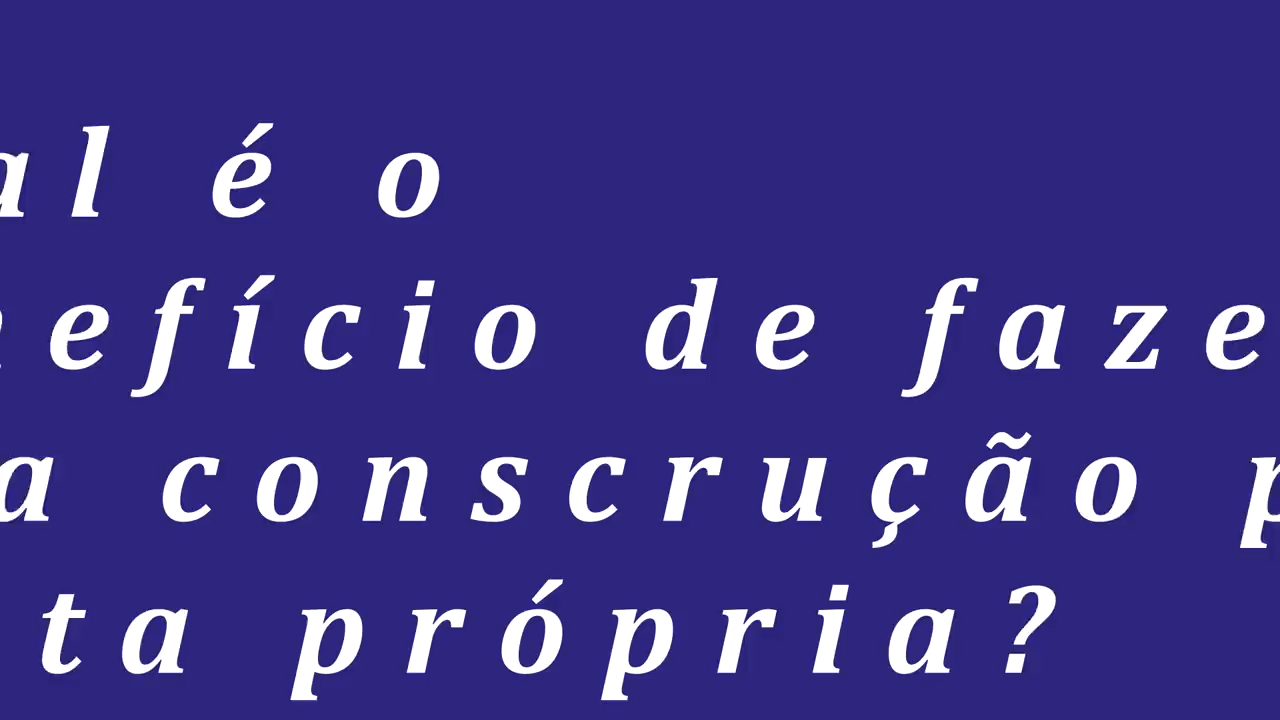 al é o
efício de faze
a conscrução p
ta própria?